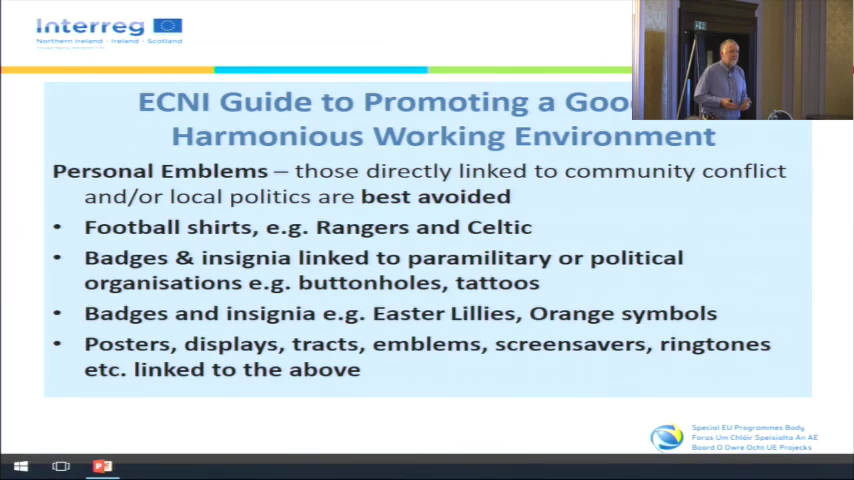 Interreg
Northern Ireland - Ireland - Scotland
ECNI Guide to Promoting a Goo
Harmonious Working Environment
Personal Emblems – those directly linked to community conflict
and/or local politics are best avoided
• Football shirts, e.g. Rangers and Celtic
• Badges & insignia linked to paramilitary or political
organisations e.g. buttonholes, tattoos
• Badges and insignia e.g. Easter Lillies, Orange symbols
• Posters, displays, tracts, emblems, screensavers, ringtones
etc. linked to the above
Special EU Programmes Body
Foras Um Chláir Speisialta An AE
Boord O Owre Ocht UE Projecks